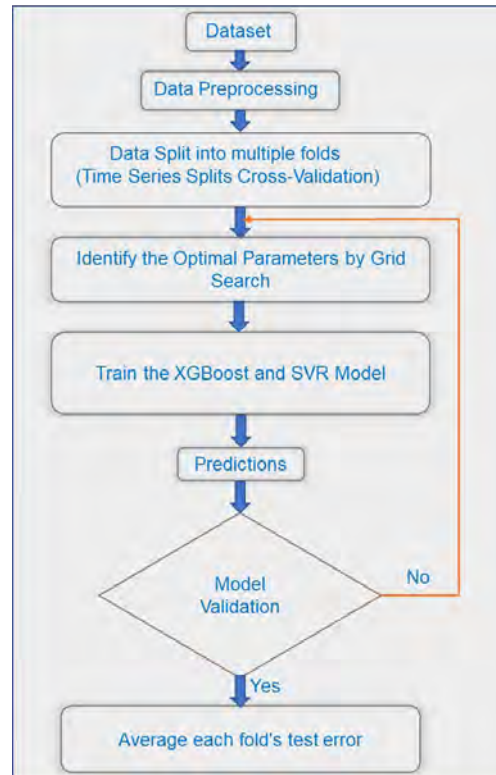 Dataset
Data Preprocessing
Data Split into multiple folds
(Time Series Splits Cross-Validation)
Identify the Optimal Parameters by Grid
Search
Train the XGBoost and SVR Model
Predictions
Model
Validation
No
Yes
Average each fold's test error